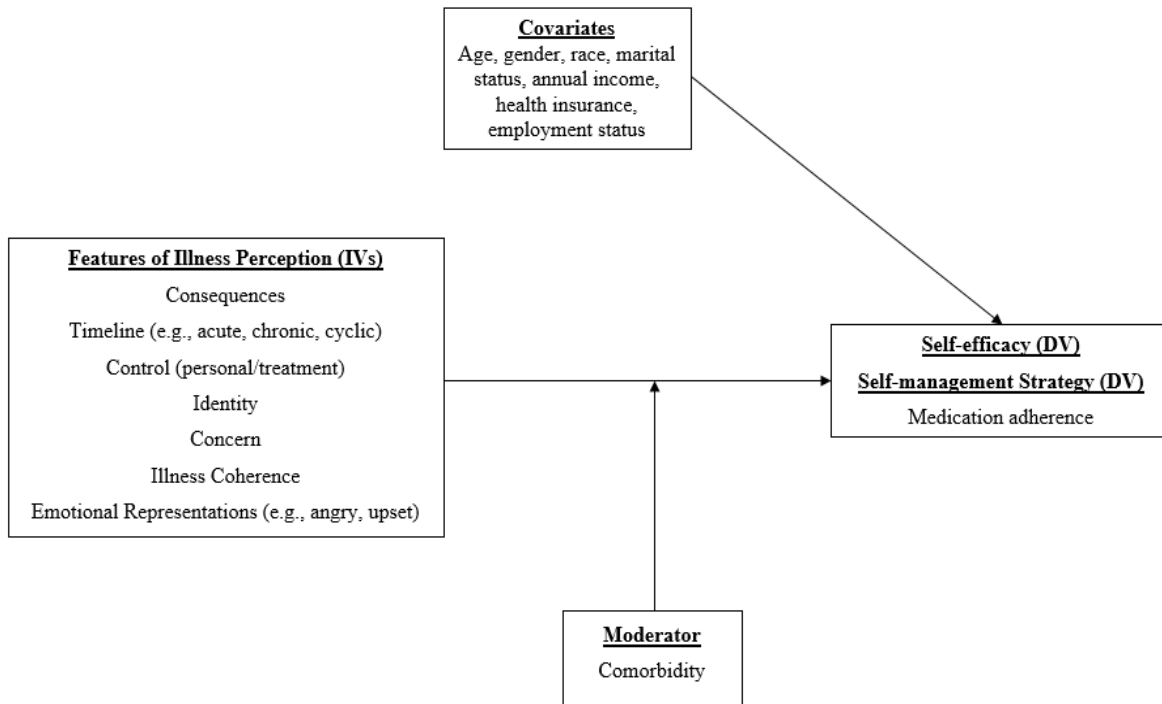 Covariates
Age, gender, race, marital
status, annual income,
health insurance,
employment status
Features of Illness Perception (IVs)
Consequences
Timeline (e.g., acute, chronic, cyclic)
Control (personal/treatment)
Identity
Concern
Illness Coherence
Emotional Representations (e.g., angry, upset)
Self-efficacy (DV)
Self-management Strategy (DV)
Medication adherence
Moderator
Comorbidity